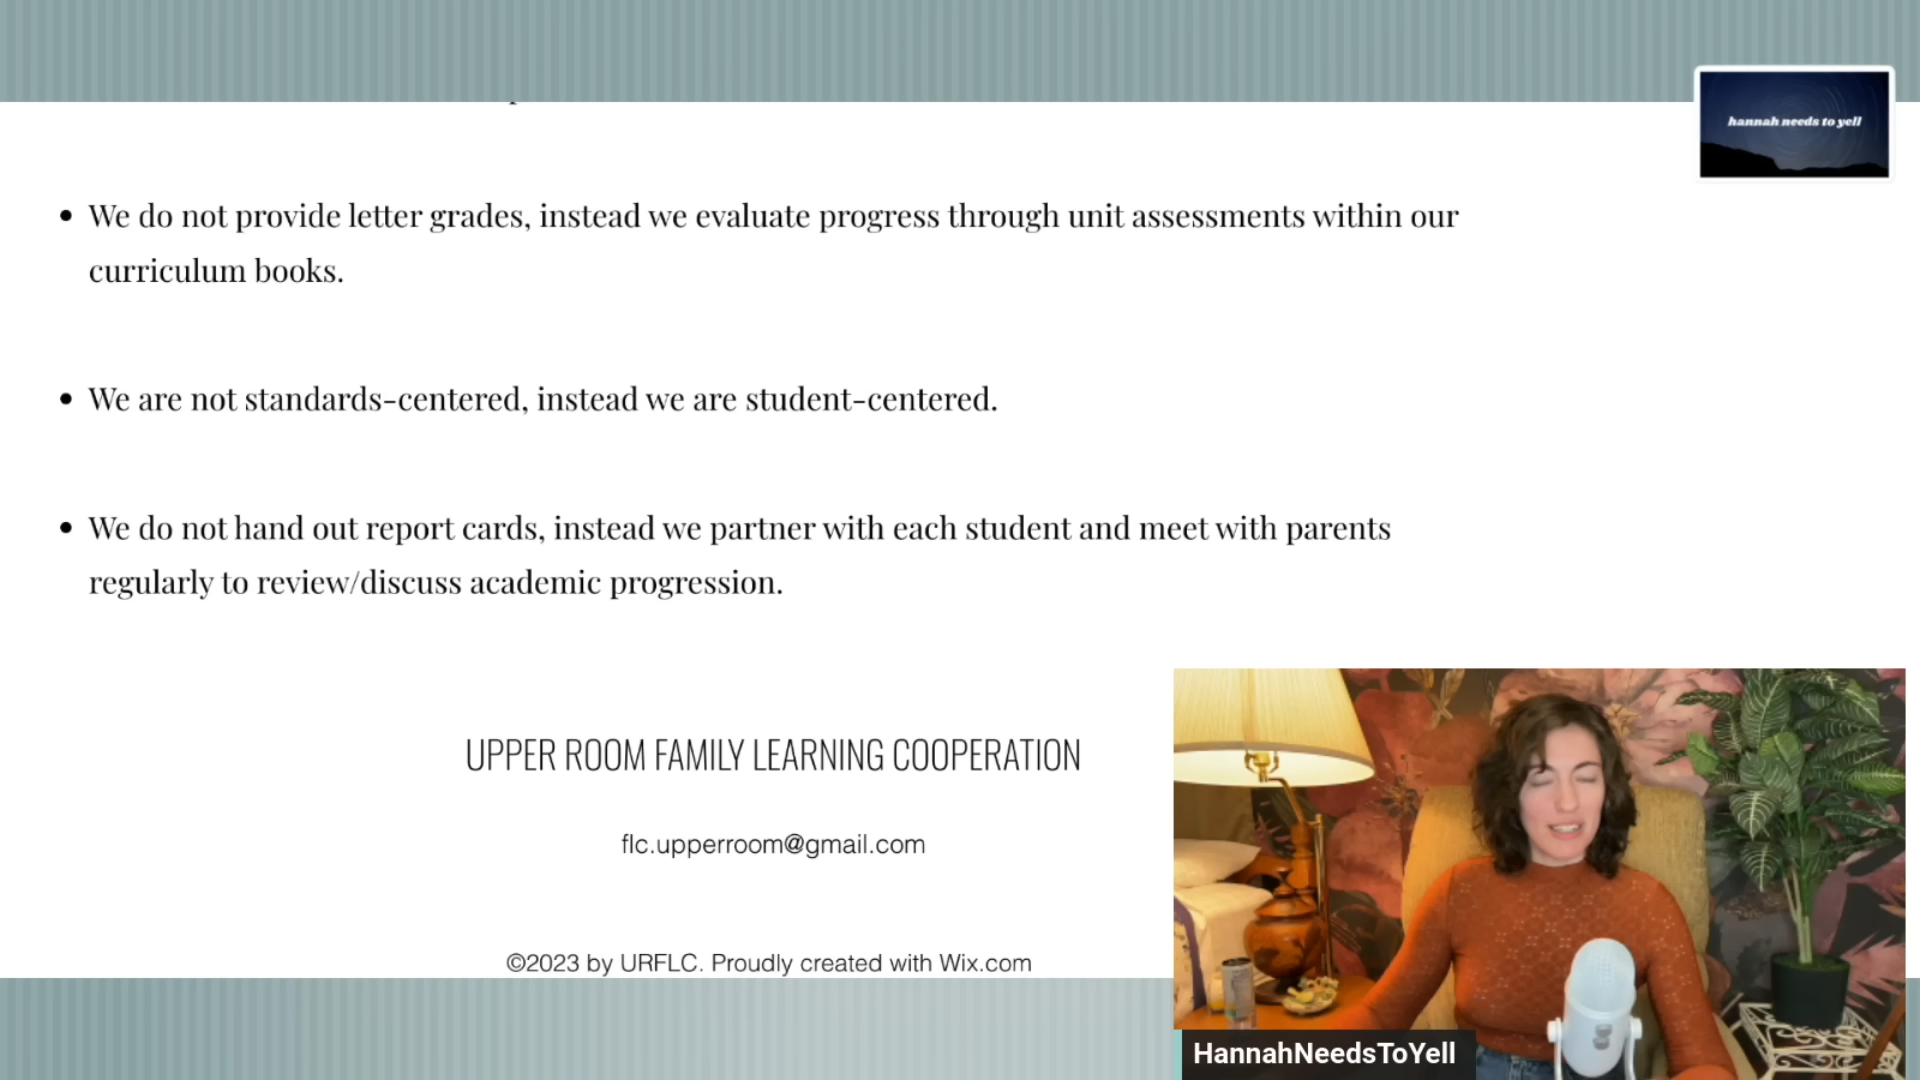 hannah needs to yell
We do not provide letter grades, instead we evaluate progress through unit assessments within our
curriculum books.
We are not standards-centered, instead we are student-centered.
We do not hand out report cards, instead we partner with each student and meet with parents
regularly to review/discuss academic progression.
UPPER ROOM FAMILY LEARNING COOPERATION
flc.upperroom@gmail.com
©2023 by URFLC. Proudly created with Wix.com
HannahNeedsToYell